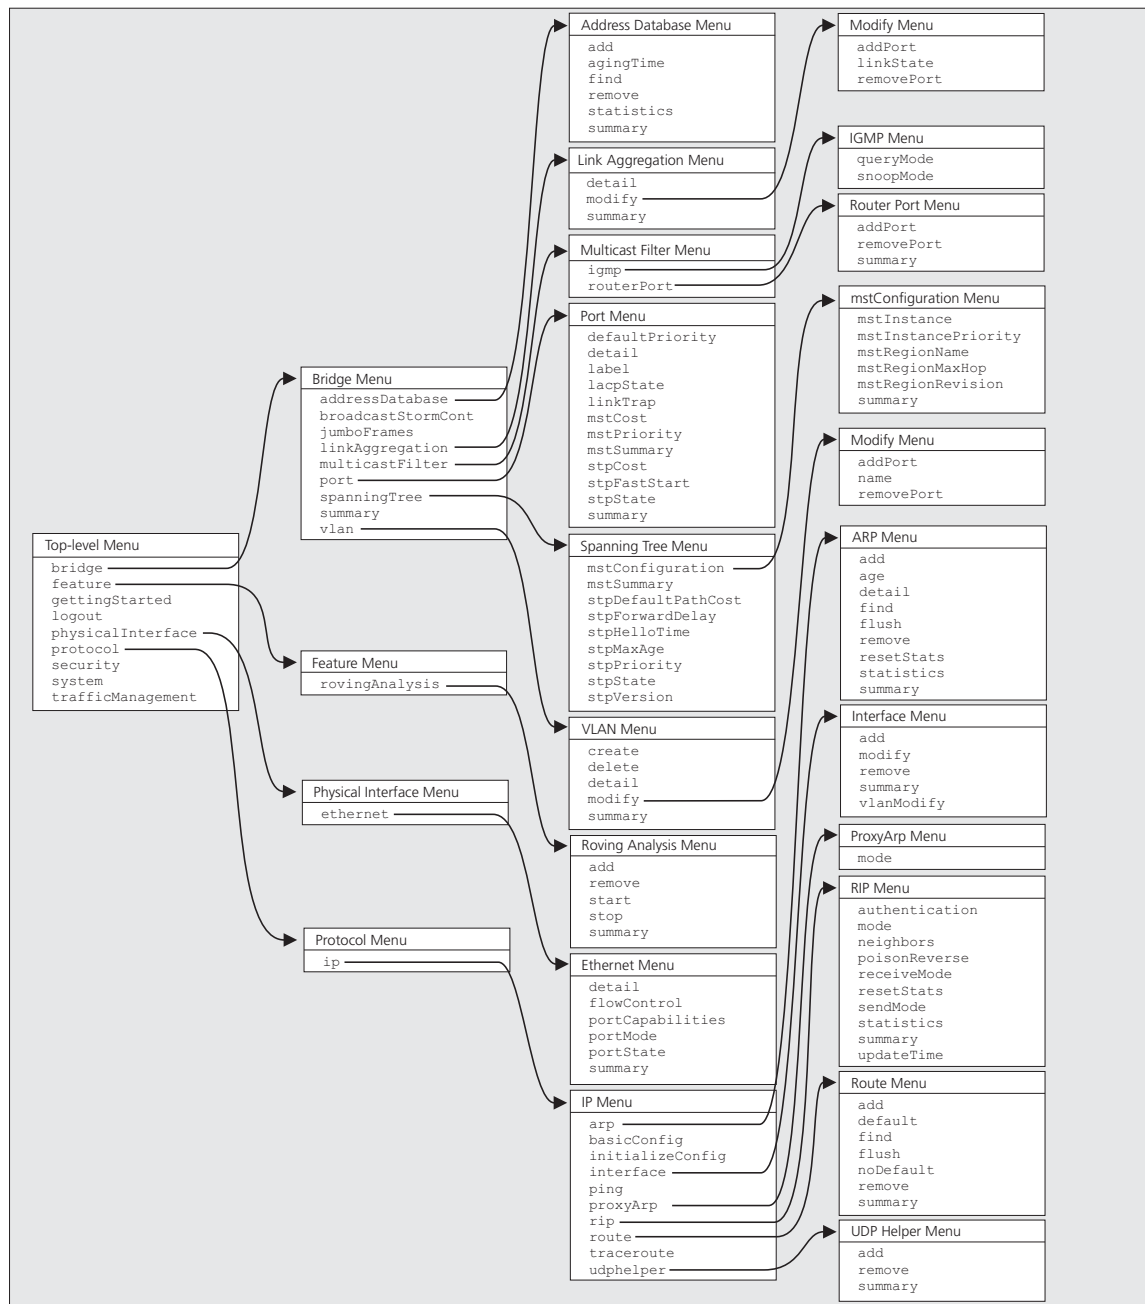 Top-level Menu
bridge
feature
gettingStarted
logout
physicalInterface
protocol
security
system
trafficManagement
Bridge Menu
addressDatabase
broadcastStormCont
jumboFrames
linkAggregation
multicastFilter
port
spanningTree
summary
vlan
Feature Menu
rovingAnalysis
Physical Interface Menu
ethernet
Protocol Menu
ip
Address Database Menu
add
agingTime
find
remove
statistics
summary
Link Aggregation Menu
detail
modify
summary
Multicast Filter Menu
igmp
routerPort
Port Menu
defaultPriority
detail
label
lacpState
linkTrap
mstCost
mstPriority
mstSummary
stpCost
stpFastStart
stpState
summary
Spanning Tree Menu
mstConfiguration
mstSummary
stpDefaultPathCost
stpForwardDelay
stpHelloTime
stpMaxAge
stpPriority
stpState
stpVersion
VLAN Menu
create
delete
detail
modify
summary
Roving Analysis Menu
add
remove
start
stop
summary
Ethernet Menu
detail
flowControl
portCapabilities
portMode
portState
summary
IP Menu
arp
basicConfig
initializeConfig
interface
ping
proxyArp
rip
route
traceroute
udphelper
Modify Menu
addPort
linkState
removePort
IGMP Menu
queryMode
snoopMode
Router Port Menu
addPort
removePort
summary
mstConfiguration Menu
mstInstance
mstInstancePriority
mstRegionName
mstRegionMaxHop
mstRegionRevision
summary
Modify Menu
addPort
name
removePort
ARP Menu
add
age
detail
find
flush
remove
resetStats
statistics
summary
Interface Menu
add
modify
remove
summary
vlanModify
ProxyArp Menu
mode
RIP Menu
authentication
mode
neighbors
poisonReverse
receiveMode
resetStats
sendMode
statistics
summary
updateTime
Route Menu
add
default
find
flush
noDefault
remove
summary
UDP Helper Menu
add
remove
summary